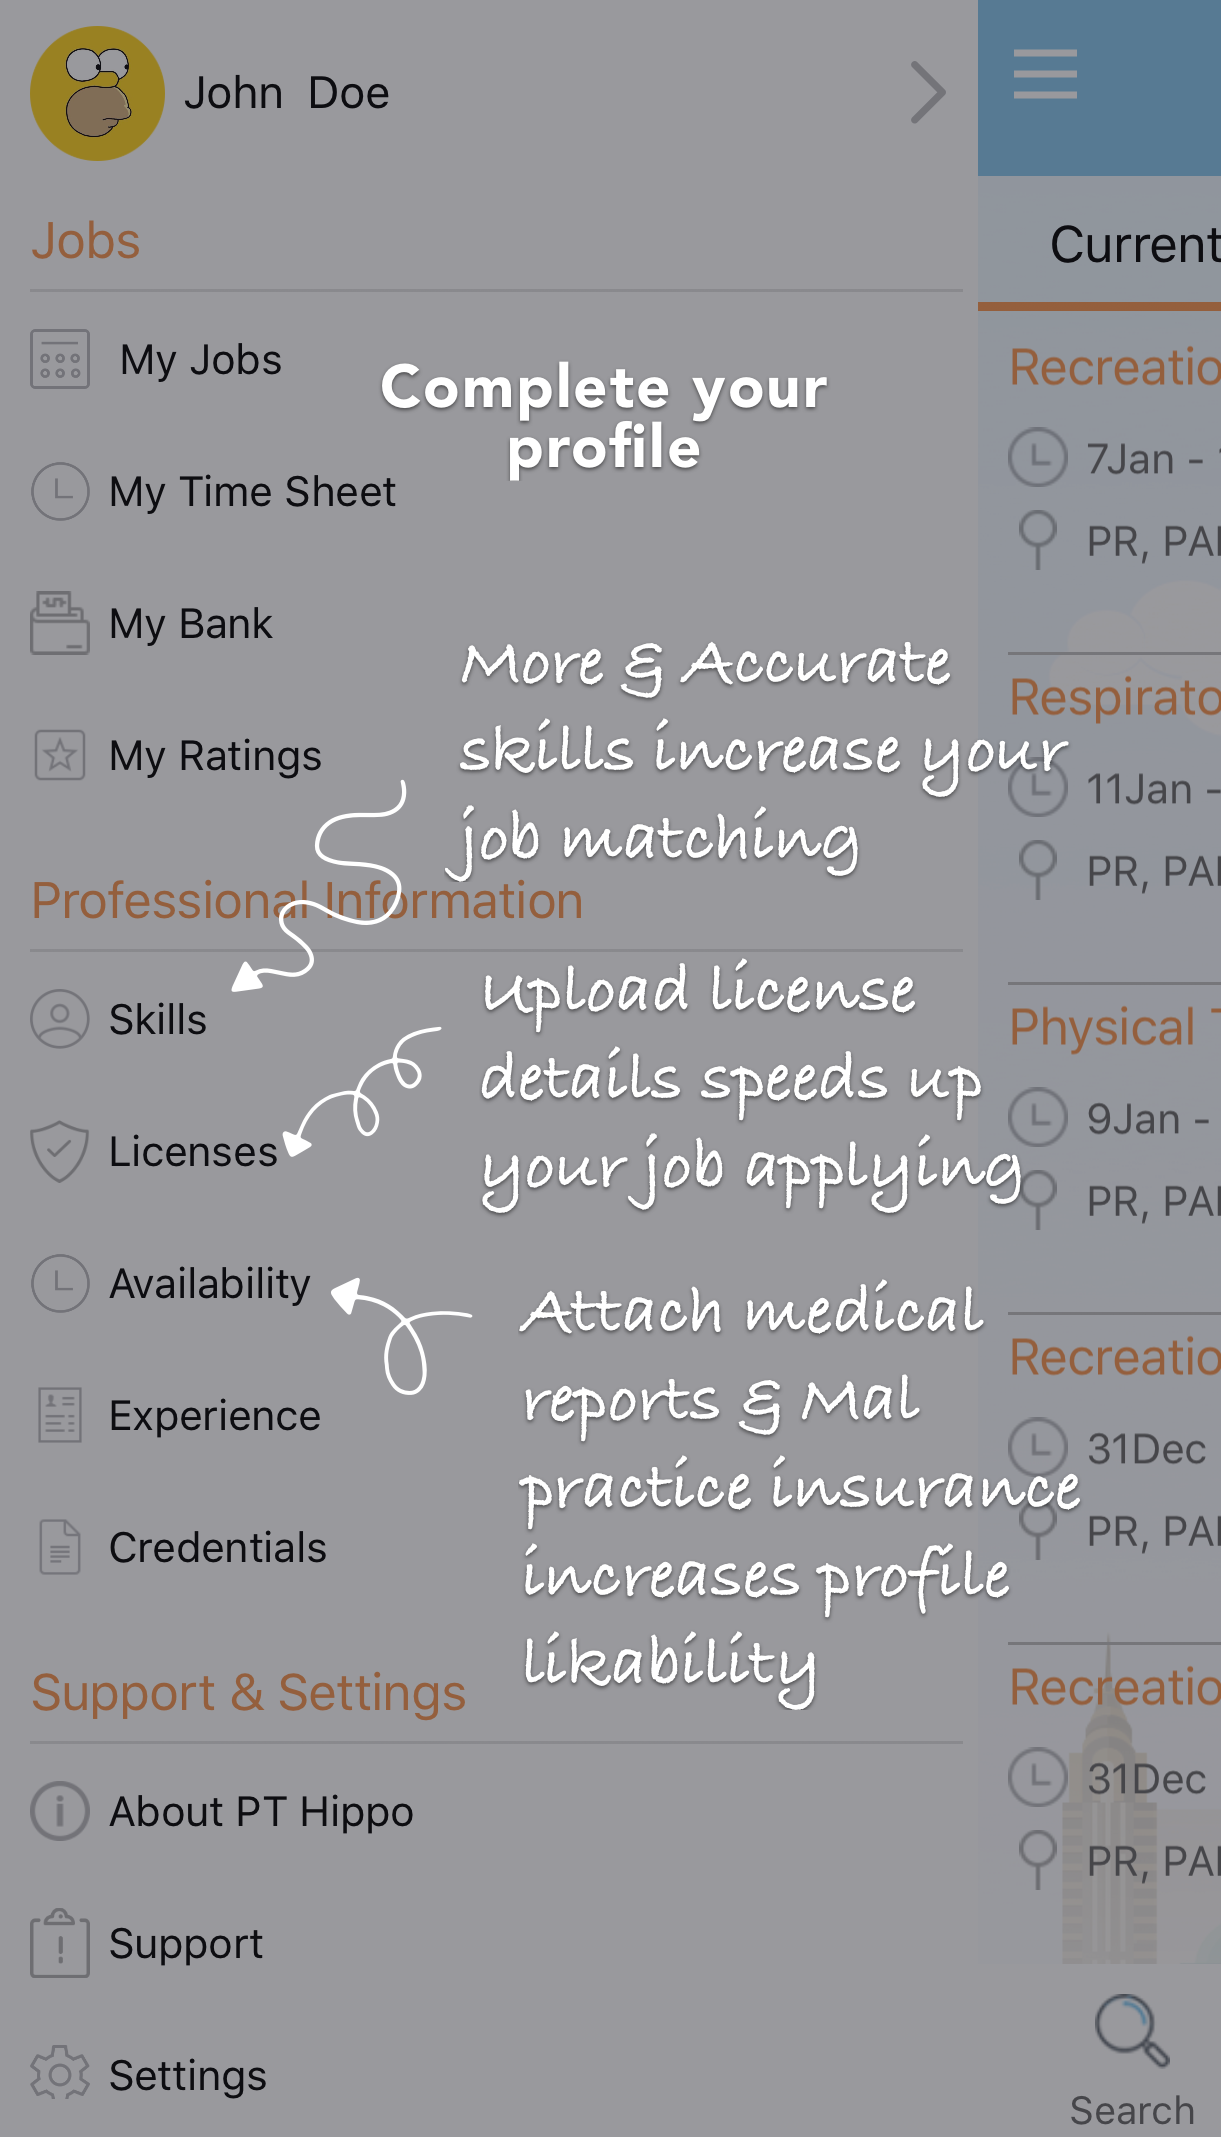 John Doe
Jobs
My Jobs
Complete your
profile
My Time Sheet
My Bank
My Ratings
More & Accurate
skills increase your
job matching
Professional Information
Skills
Upload license
details speeds up
your job applying
Licenses
Availability
Attach medical
reports & Mal
practice insurance
increases profile
likability
Experience
Credentials
Support & Settings
About PT Hippo
Support
Settings
Current
Recreatio
7Jan -
PR, PA
Respirato
11Jan -
PR, PA
Physical
9Jan -
PR, PA
Recreatio
31Dec
PR, PA
Recreatio
31Dec
PR, PA
Search